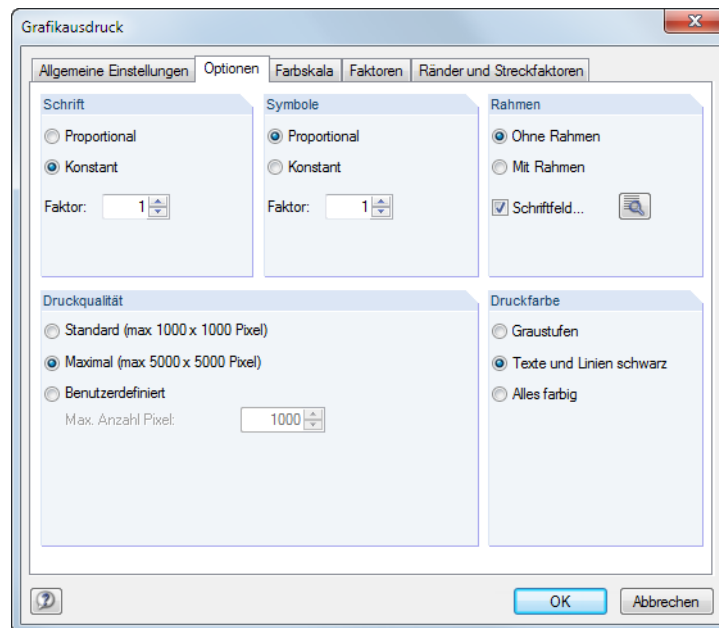 Grafikausdruck
Allgemeine Einstellungen Optionen Farbskala Faktoren Ränder und Streckfaktoren
Schrift
Proportional
Konstant
Faktor: 1
Symbole
Proportional
Konstant
Faktor: 1
Rahmen
Ohne Rahmen
Mit Rahmen
Schriftfeld...
Druckqualität
Standard (max 1000 x 1000 Pixel)
Maximal (max 5000 x 5000 Pixel)
Benutzerdefiniert
Max. Anzahl Pixel: 1000
Druckfarbe
Graustufen
Texte und Linien schwarz
Alles farbig
OK Abbrechen